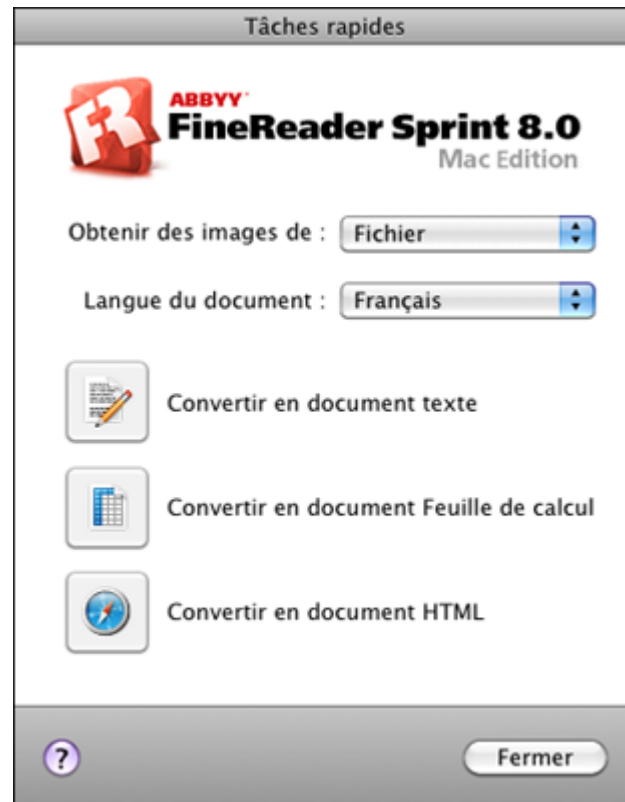 Tâches rapides
ABBYY
FineReader Sprint 8.0
Mac Edition
Obtenir des images de : Fichier
Langue du document : Français
Convertir en document texte
Convertir en document Feuille de calcul
Convertir en document HTML
? Fermer